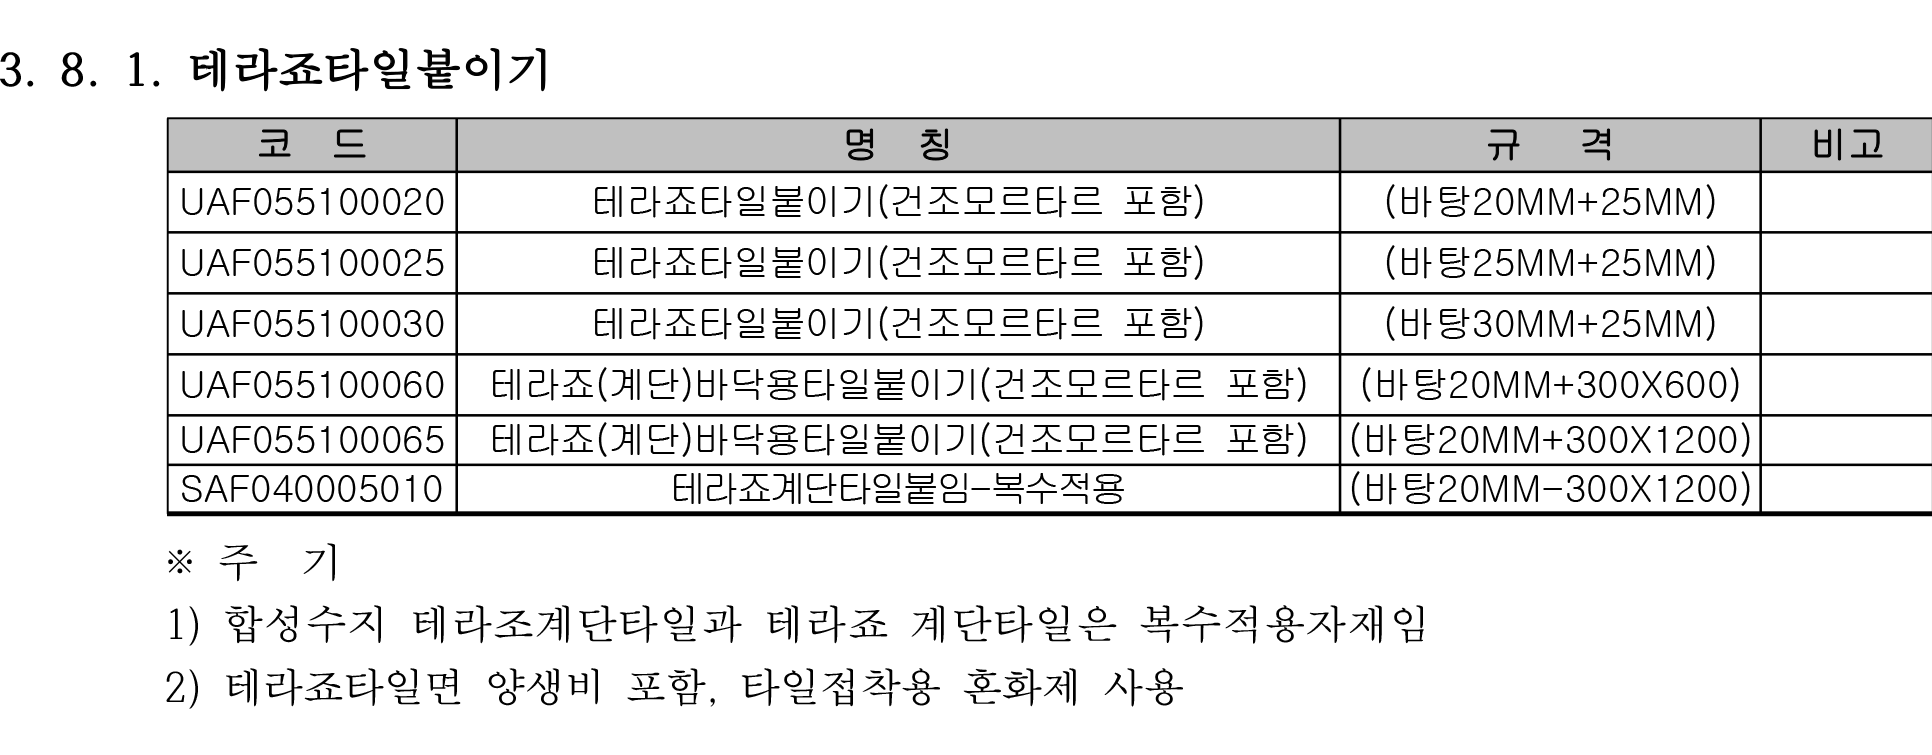 3. 8. 1. 테라죠타일붙이기
코 드 명 칭 규 격 비고
UAF055100020 테라죠타일붙이기(건조모르타르 포함) (바탕20MM+25MM)
UAF055100025 테라죠타일붙이기(건조모르타르 포함) (바탕25MM+25MM)
UAF055100030 테라죠타일붙이기(건조모르타르 포함) (바탕30MM+25MM)
UAF055100060 테라죠(계단)바닥용타일붙이기(건조모르타르 포함) (바탕20MM+300X600)
UAF055100065 테라죠(계단)바닥용타일붙이기(건조모르타르 포함) (바탕20MM+300X1200)
SAF040005010 테라죠계단타일붙임-복수적용 (바탕20MM-300X1200)
※ 주 기
1) 합성수지 테라조계단타일과 테라죠 계단타일은 복수적용자재임
2) 테라죠타일면 양생비 포함, 타일접착용 혼화제 사용